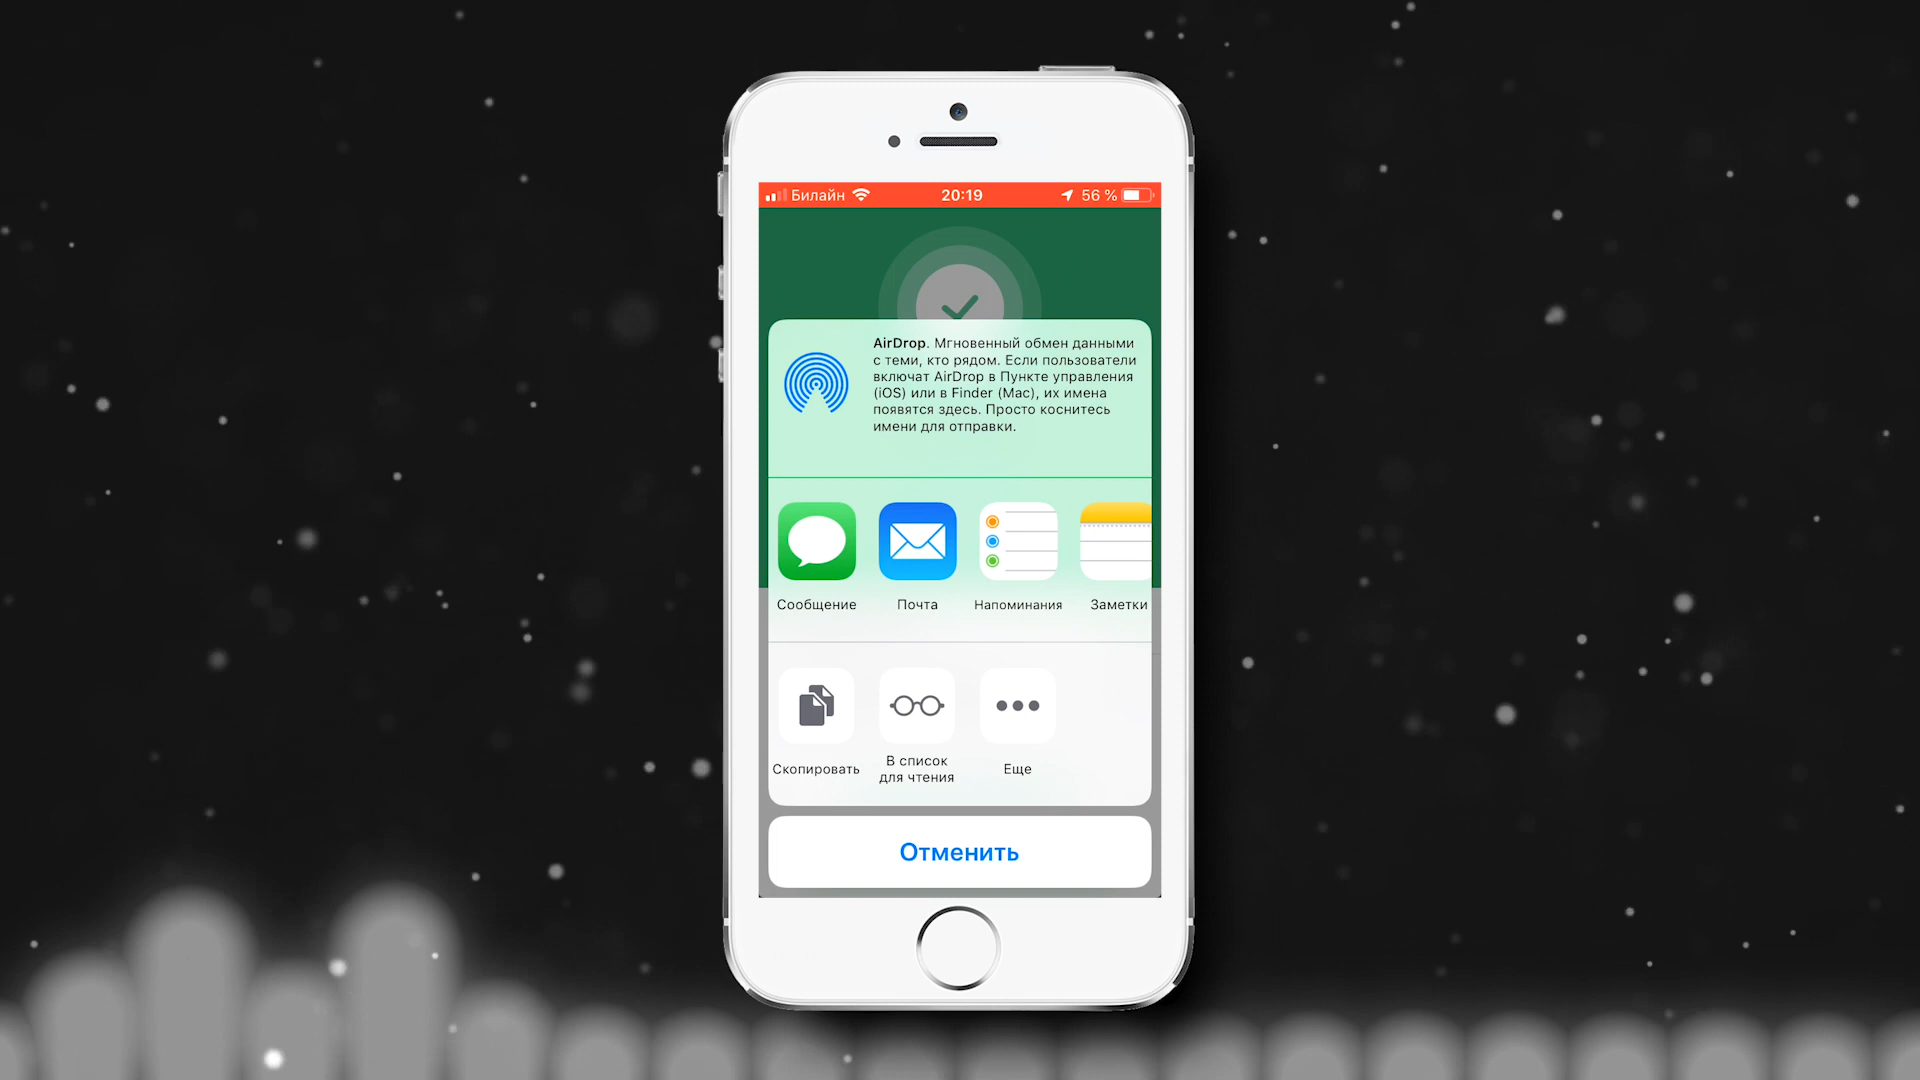 Билайн 20:19 56 %
AirDrop. Мгновенный обмен данными
с теми, кто рядом. Если пользователи
включат AirDrop в Пункте управления
(iOS) или в Finder (Mac), их имена
появятся здесь. Просто коснитесь
имени для отправки.
Сообщение Почта Напоминания Заметки
Скопировать В список
для чтения Еще
Отменить